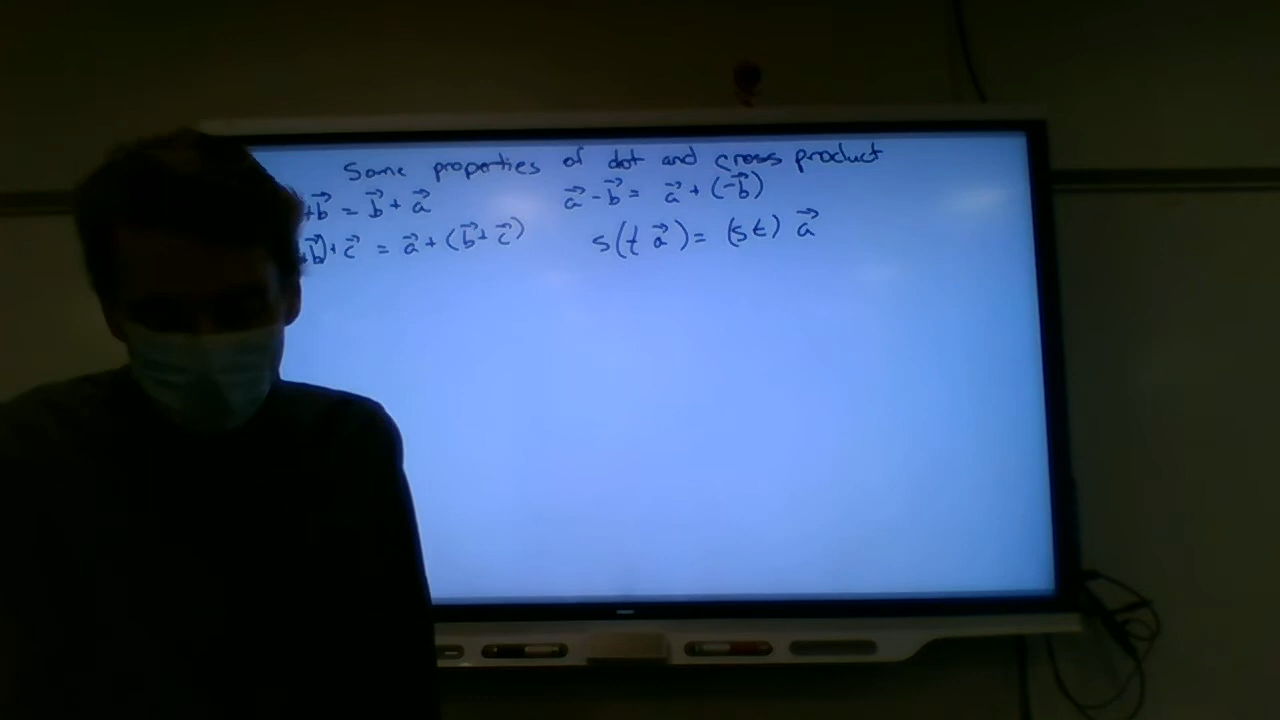 Some properties of dot and cross product
+b⃗ = b⃗ + a⃗ a⃗ - b⃗ = a⃗ + (-b⃗)
b⃗) + c⃗ = a⃗ + (b⃗ + c⃗) s(t a⃗) = (st) a⃗